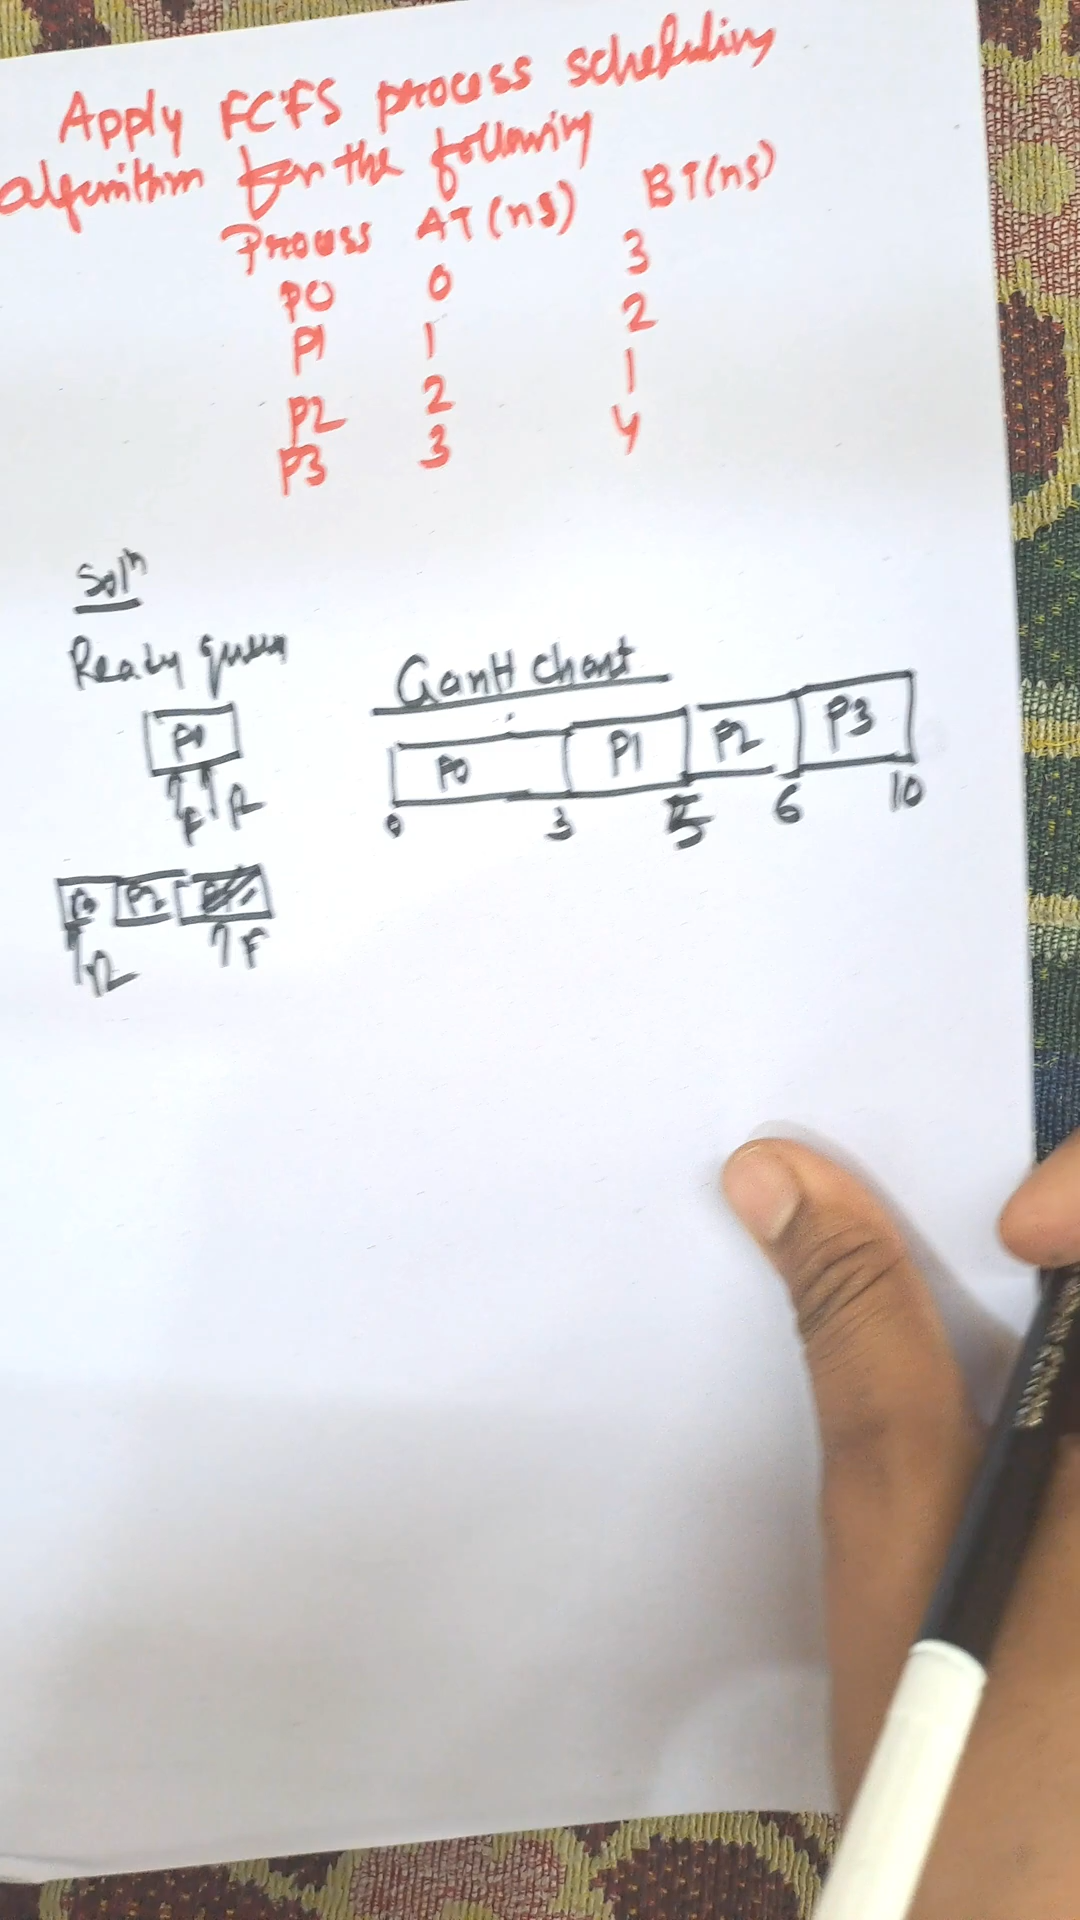 Apply FCFS process scheduling
algorithm for the following
Process AT (ns) BT (ns)
P0 0 3
P1 1 2
P2 2 1
P3 3 4
Solⁿ
Ready queue
Gantt chart
P0 P1 P2 P3
0 3 5 6 10
F R
P2
R F